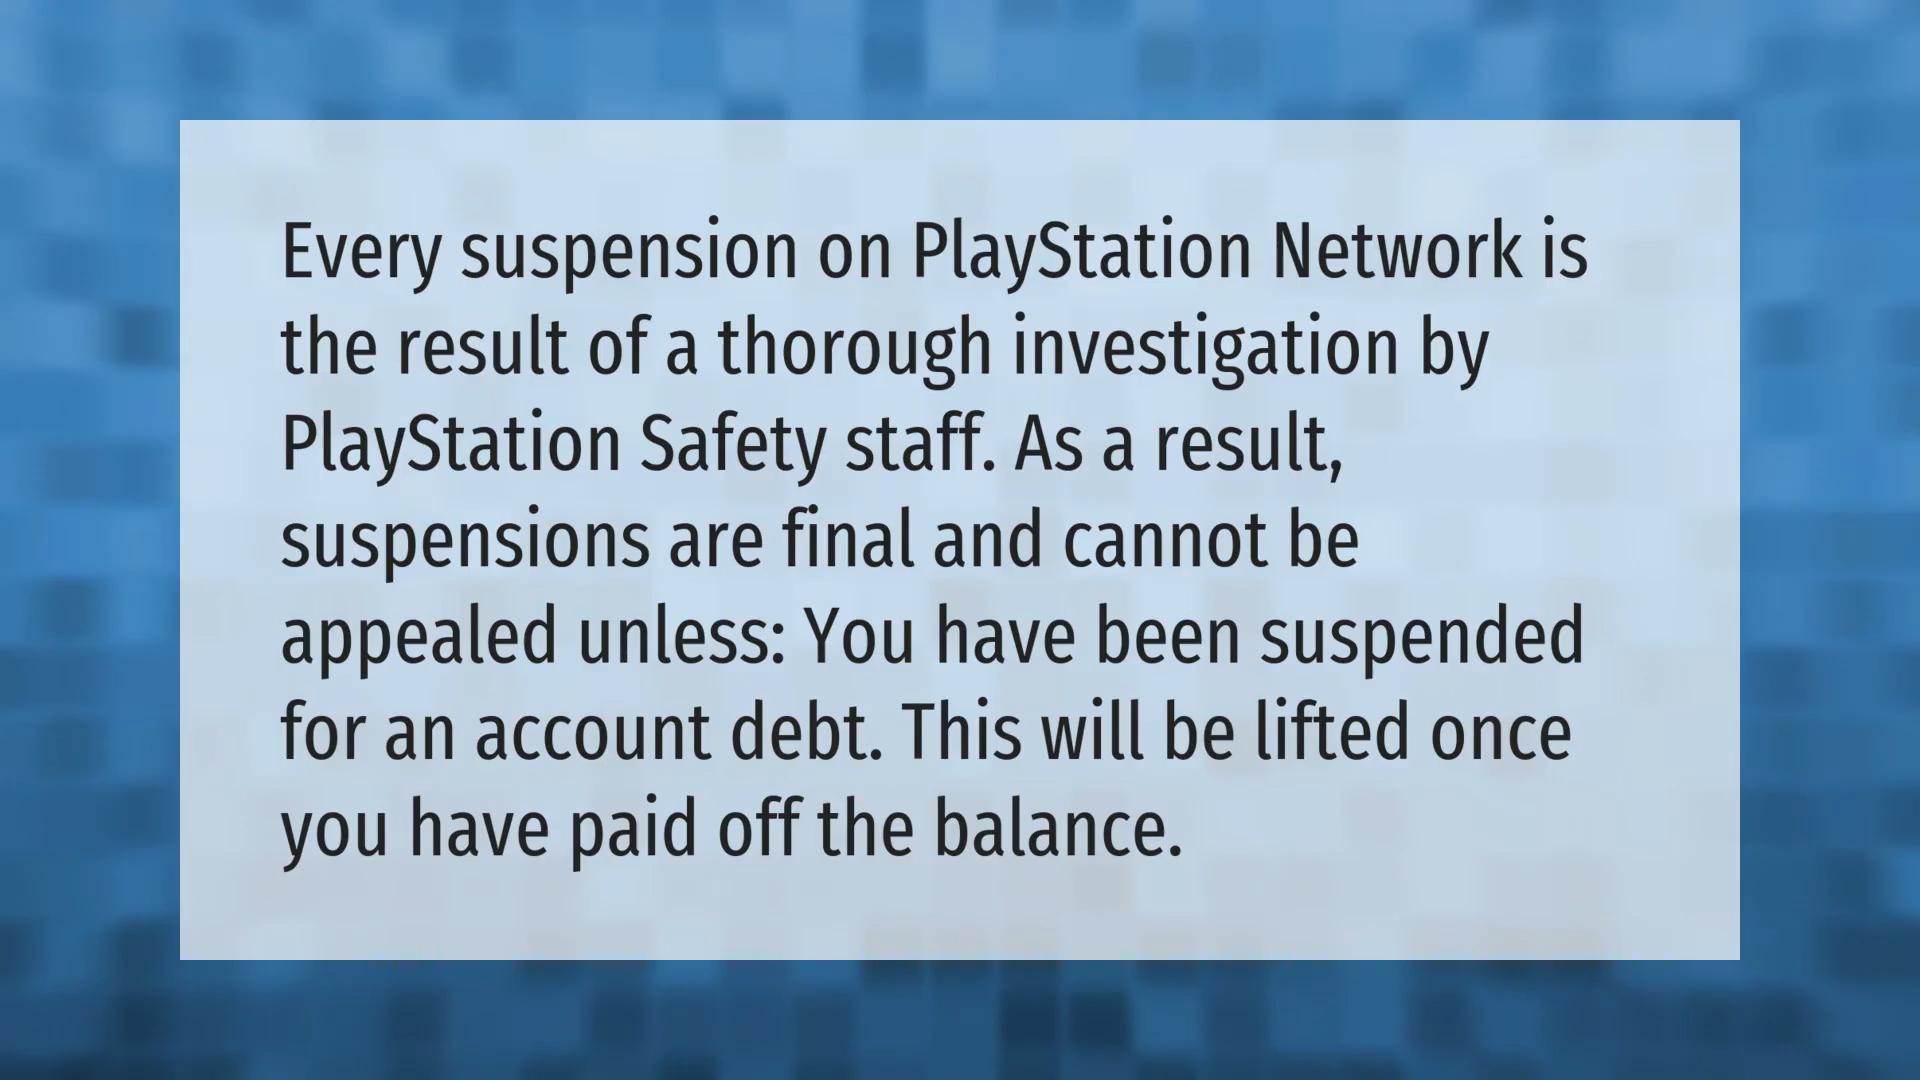 Every suspension on PlayStation Network is
the result of a thorough investigation by
PlayStation Safety staff. As a result,
suspensions are final and cannot be
appealed unless: You have been suspended
for an account debt. This will be lifted once
you have paid off the balance.